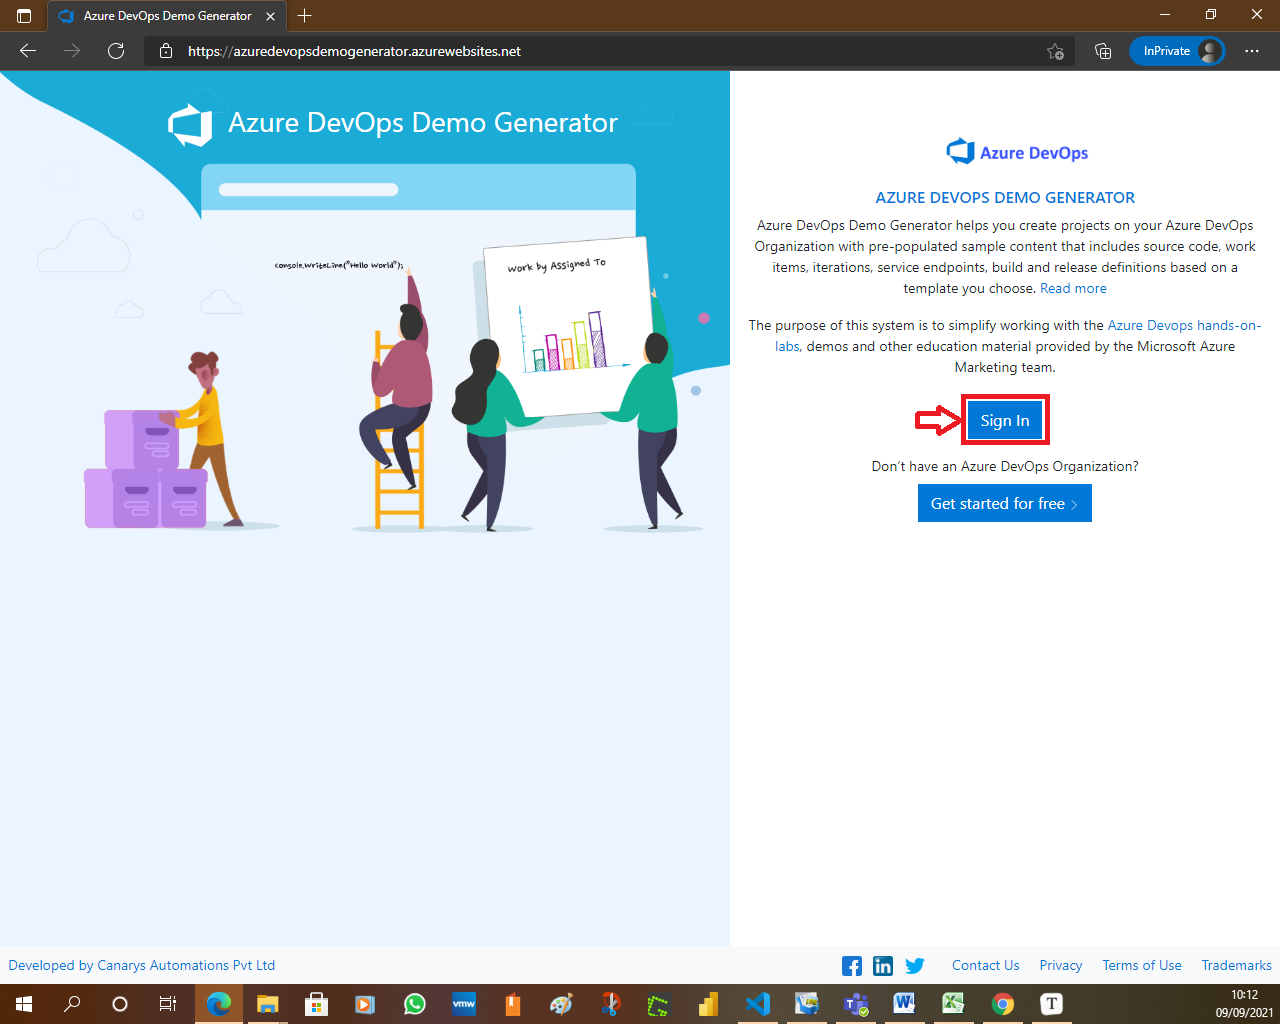 Azure DevOps Demo Generator
https://azuredevopsdemogenerator.azurewebsites.net
InPrivate
Azure DevOps Demo Generator
console.WriteLine("Hello World");
Work by Assigned To
Azure DevOps
AZURE DEVOPS DEMO GENERATOR
Azure DevOps Demo Generator helps you create projects on your Azure DevOps
Organization with pre-populated sample content that includes source code, work
items, iterations, service endpoints, build and release definitions based on a
template you choose. Read more
The purpose of this system is to simplify working with the Azure Devops hands-on-
labs, demos and other education material provided by the Microsoft Azure
Marketing team.
Sign In
Don't have an Azure DevOps Organization?
Get started for free >
Developed by Canarys Automations Pvt Ltd
Contact Us
Privacy
Terms of Use
Trademarks
vmw
10:12
09/09/2021